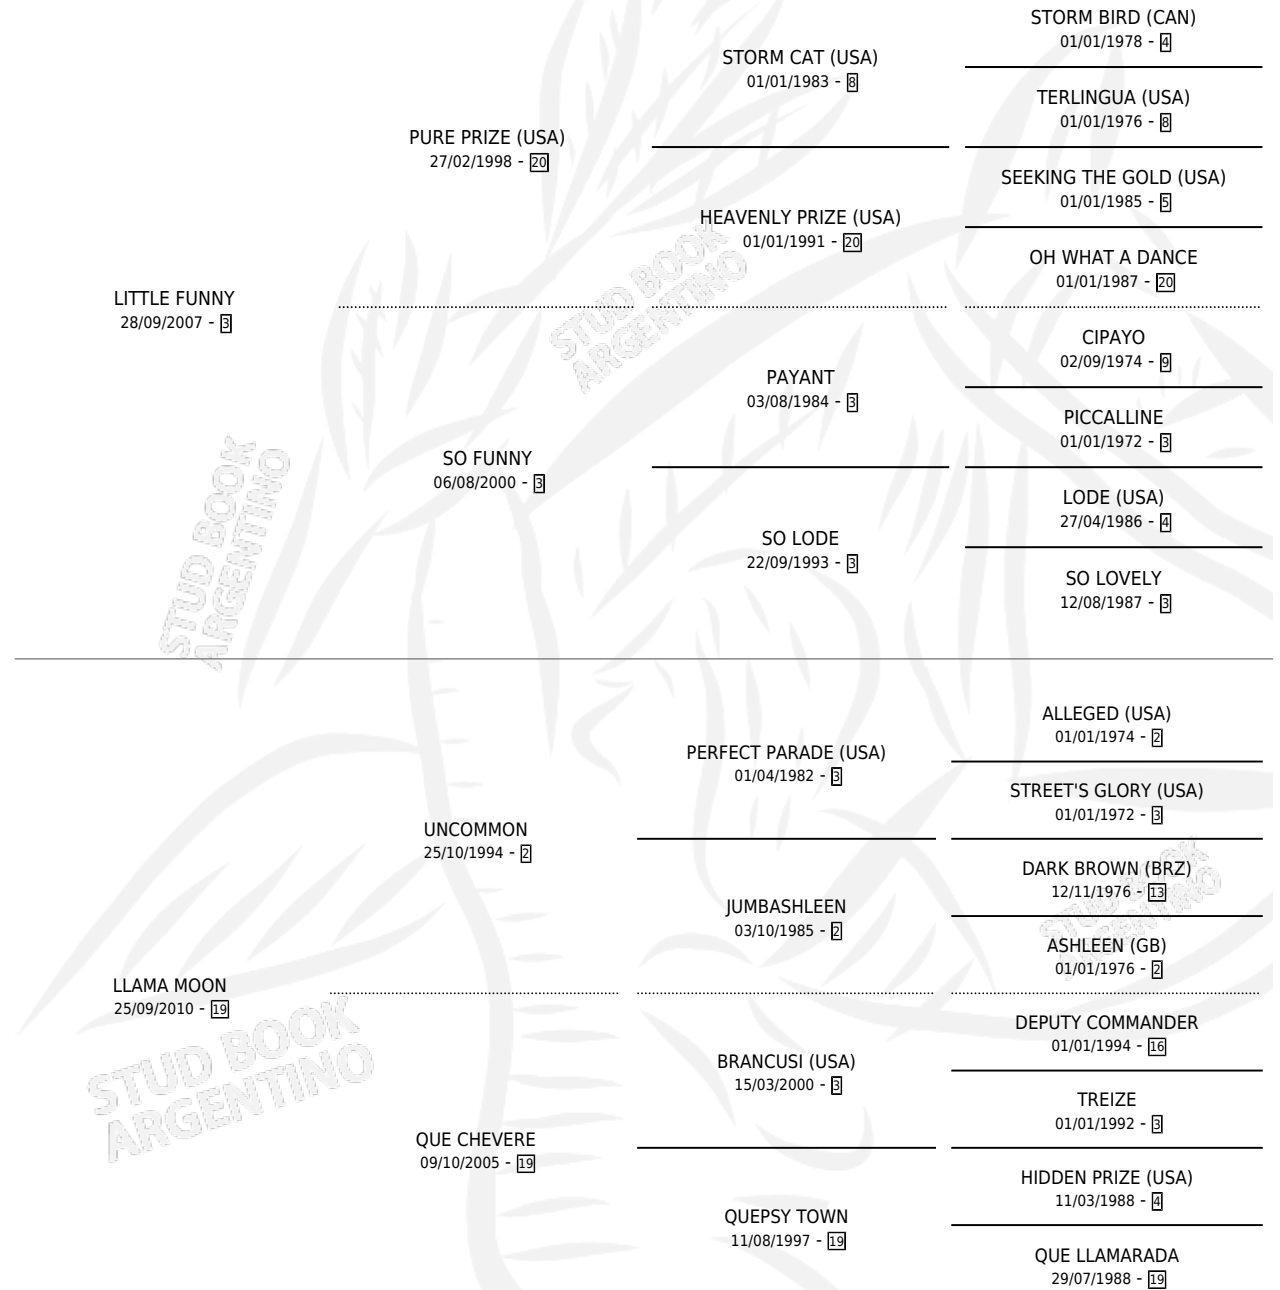 STORM BIRD (CAN)
01/01/1978 - 4
STORM CAT (USA)
01/01/1983 - 8
TERLINGUA (USA)
01/01/1976 - 8
PURE PRIZE (USA)
27/02/1998 - 20
SEEKING THE GOLD (USA)
01/01/1985 - 5
HEAVENLY PRIZE (USA)
01/01/1991 - 20
OH WHAT A DANCE
01/01/1987 - 20
LITTLE FUNNY
28/09/2007 - 3
CIPAYO
02/09/1974 - 9
PAYANT
03/08/1984 - 3
PICCALLINE
01/01/1972 - 3
SO FUNNY
06/08/2000 - 3
LODE (USA)
27/04/1986 - 4
SO LODE
22/09/1993 - 3
SO LOVELY
12/08/1987 - 3
STUD BOOK
ARGENTINO
STUD BOOK
ARGENTINO
ALLEGED (USA)
01/01/1974 - 2
PERFECT PARADE (USA)
01/04/1982 - 3
STREET'S GLORY (USA)
01/01/1972 - 3
UNCOMMON
25/10/1994 - 2
DARK BROWN (BRZ)
12/11/1976 - 13
JUMBASHLEEN
03/10/1985 - 2
ASHLEEN (GB)
01/01/1976 - 2
LLAMA MOON
25/09/2010 - 19
DEPUTY COMMANDER
01/01/1994 - 16
BRANCUSI (USA)
15/03/2000 - 3
TREIZE
01/01/1992 - 3
QUE CHEVERE
09/10/2005 - 19
HIDDEN PRIZE (USA)
11/03/1988 - 4
QUEPSY TOWN
11/08/1997 - 19
QUE LLAMARADA
29/07/1988 - 19
STUD BOOK
ARGENTINO
STUD BOOK
ARGENTINO